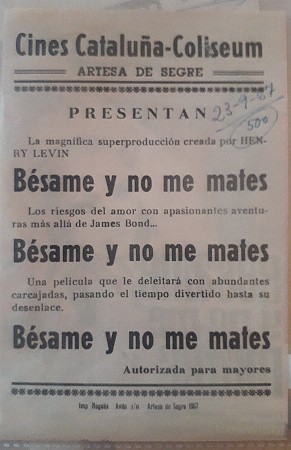 Cines Cataluña-Coliseum
ARTESA DE SEGRE
PRESENTAN
23-9-67
500
La magnífica superproducción creada por HEN-
RY LEVIN
Bésame y no me mates
Los riesgos del amor con apasionantes aventu-
ras más allá de James Bond...
Bésame y no me mates
Una película que le deleitará con abundantes
carcajadas, pasando el tiempo divertido hasta su
desenlace.
Bésame y no me mates
Autorizada para mayores
Imp Regué Avda s/n Artesa de Segre 1967